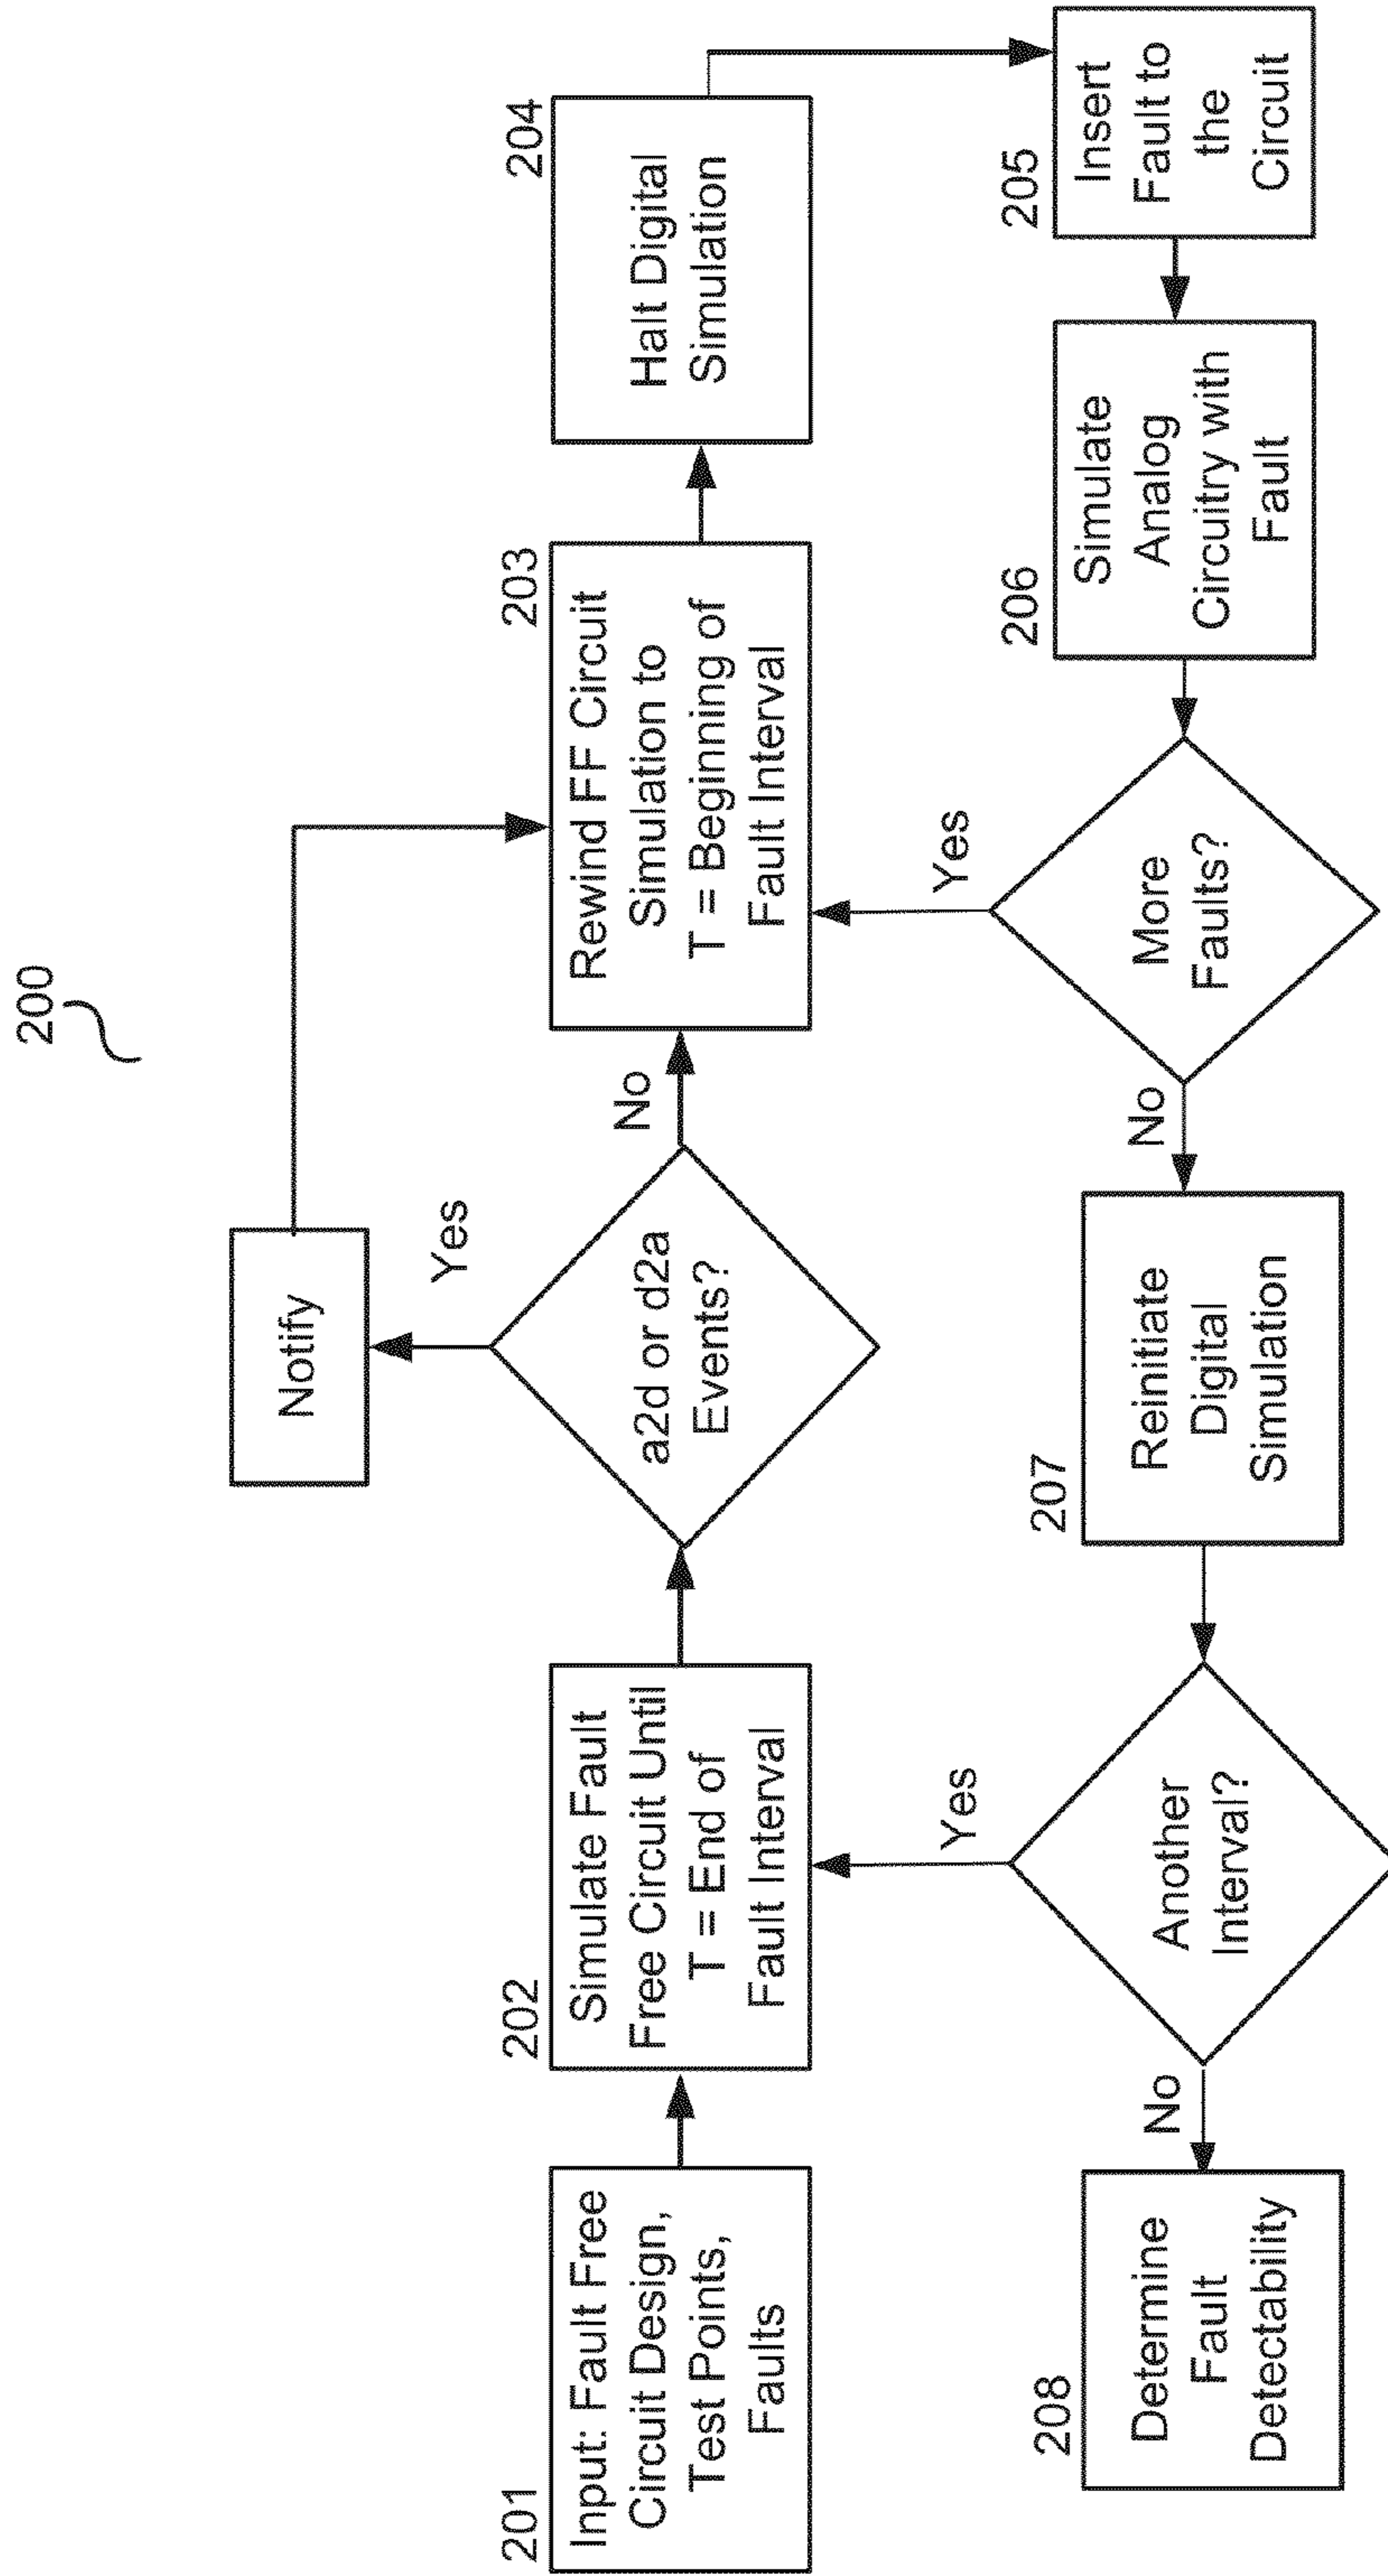 200
Notify
Yes
201
Input: Fault Free
Circuit Design,
Test Points,
Faults
202
Simulate Fault
Free Circuit Until
T = End of
Fault Interval
a2d or d2a
Events?
No
203
Rewind FF Circuit
Simulation to
T = Beginning of
Fault Interval
204
Halt Digital
Simulation
205
Insert
Fault to
the
Circuit
206
Simulate
Analog
Circuitry with
Fault
More
Faults?
Yes
No
207
Reinitiate
Digital
Simulation
Another
Interval?
Yes
No
208
Determine
Fault
Detectability